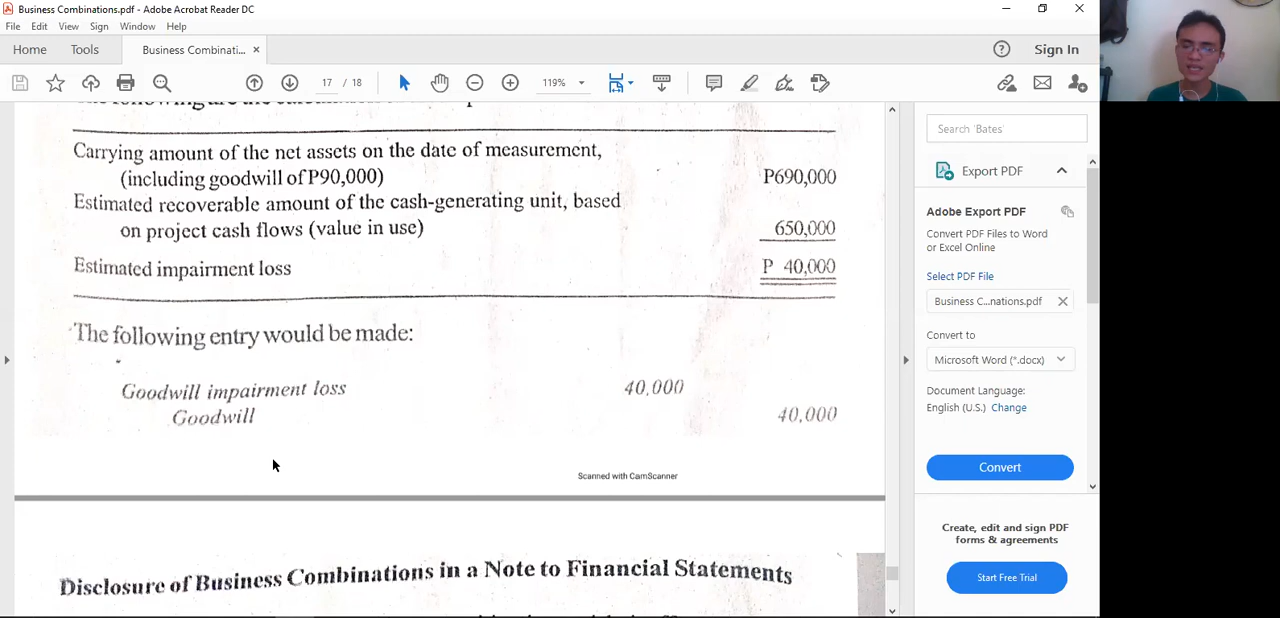 Business Combinations.pdf - Adobe Acrobat Reader DC
File Edit View Sign Window Help
Home Tools Business Combinati... × Sign In
17 / 18 119%
Carrying amount of the net assets on the date of measurement,
(including goodwill of P90,000) P690,000
Estimated recoverable amount of the cash-generating unit, based
on project cash flows (value in use) 650,000
Estimated impairment loss P 40,000
The following entry would be made:
Goodwill impairment loss 40,000
Goodwill 40,000
Scanned with CamScanner
Disclosure of Business Combinations in a Note to Financial Statements
Search 'Bates'
Export PDF
Adobe Export PDF
Convert PDF Files to Word
or Excel Online
Select PDF File
Business C...nations.pdf
Convert to
Microsoft Word (*.docx)
Document Language:
English (U.S.) Change
Convert
Create, edit and sign PDF
forms & agreements
Start Free Trial